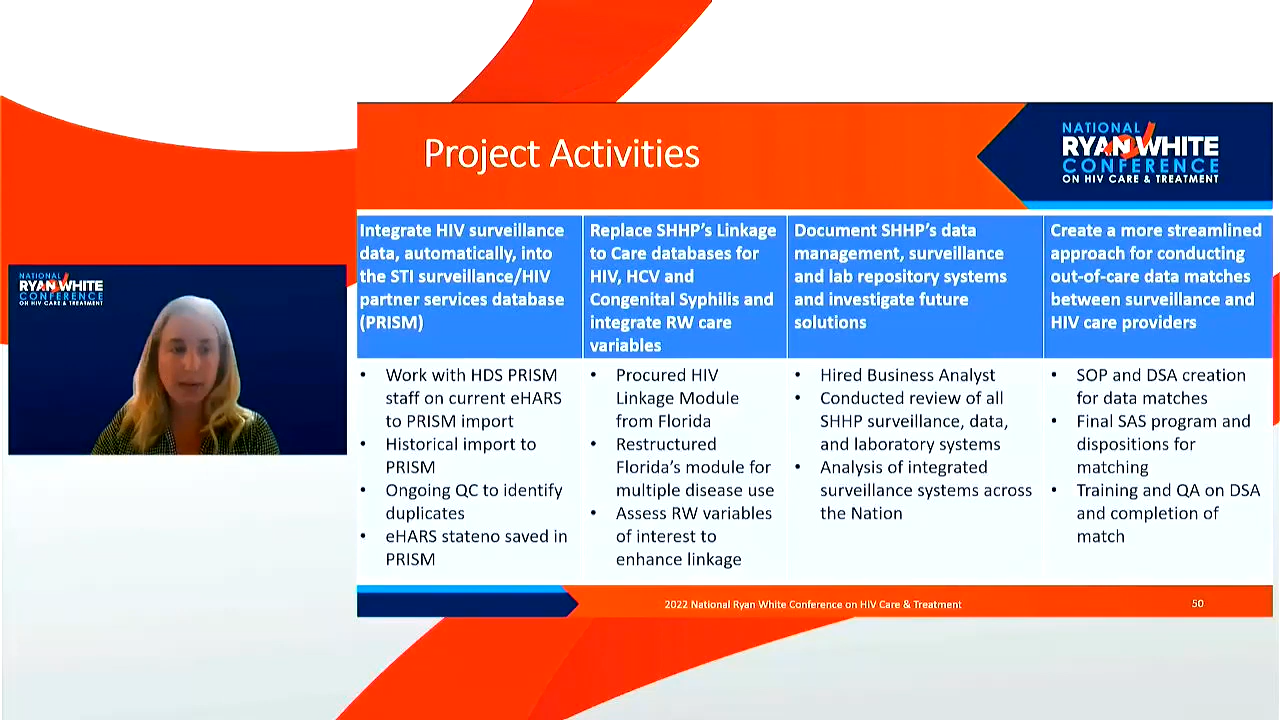 NATIONAL
RYAN WHITE
CONFERENCE
ON HIV CARE & TREATMENT
Project Activities
NATIONAL
RYAN WHITE
CONFERENCE
ON HIV CARE & TREATMENT
Integrate HIV surveillance
data, automatically, into
the STI surveillance/HIV
partner services database
(PRISM)
Replace SHHP's Linkage
to Care databases for
HIV, HCV and
Congenital Syphilis and
integrate RW care
variables
Document SHHP's data
management, surveillance
and lab repository systems
and investigate future
solutions
Create a more streamlined
approach for conducting
out-of-care data matches
between surveillance and
HIV care providers
• Work with HDS PRISM
staff on current eHARS
to PRISM import
• Historical import to
PRISM
• Ongoing QC to identify
duplicates
• eHARS stateno saved in
PRISM
• Procured HIV
Linkage Module
from Florida
• Restructured
Florida's module for
multiple disease use
• Assess RW variables
of interest to
enhance linkage
• Hired Business Analyst
• Conducted review of all
SHHP surveillance, data,
and laboratory systems
• Analysis of integrated
surveillance systems across
the Nation
• SOP and DSA creation
for data matches
• Final SAS program and
dispositions for
matching
• Training and QA on DSA
and completion of
match
2022 National Ryan White Conference on HIV Care & Treatment
50